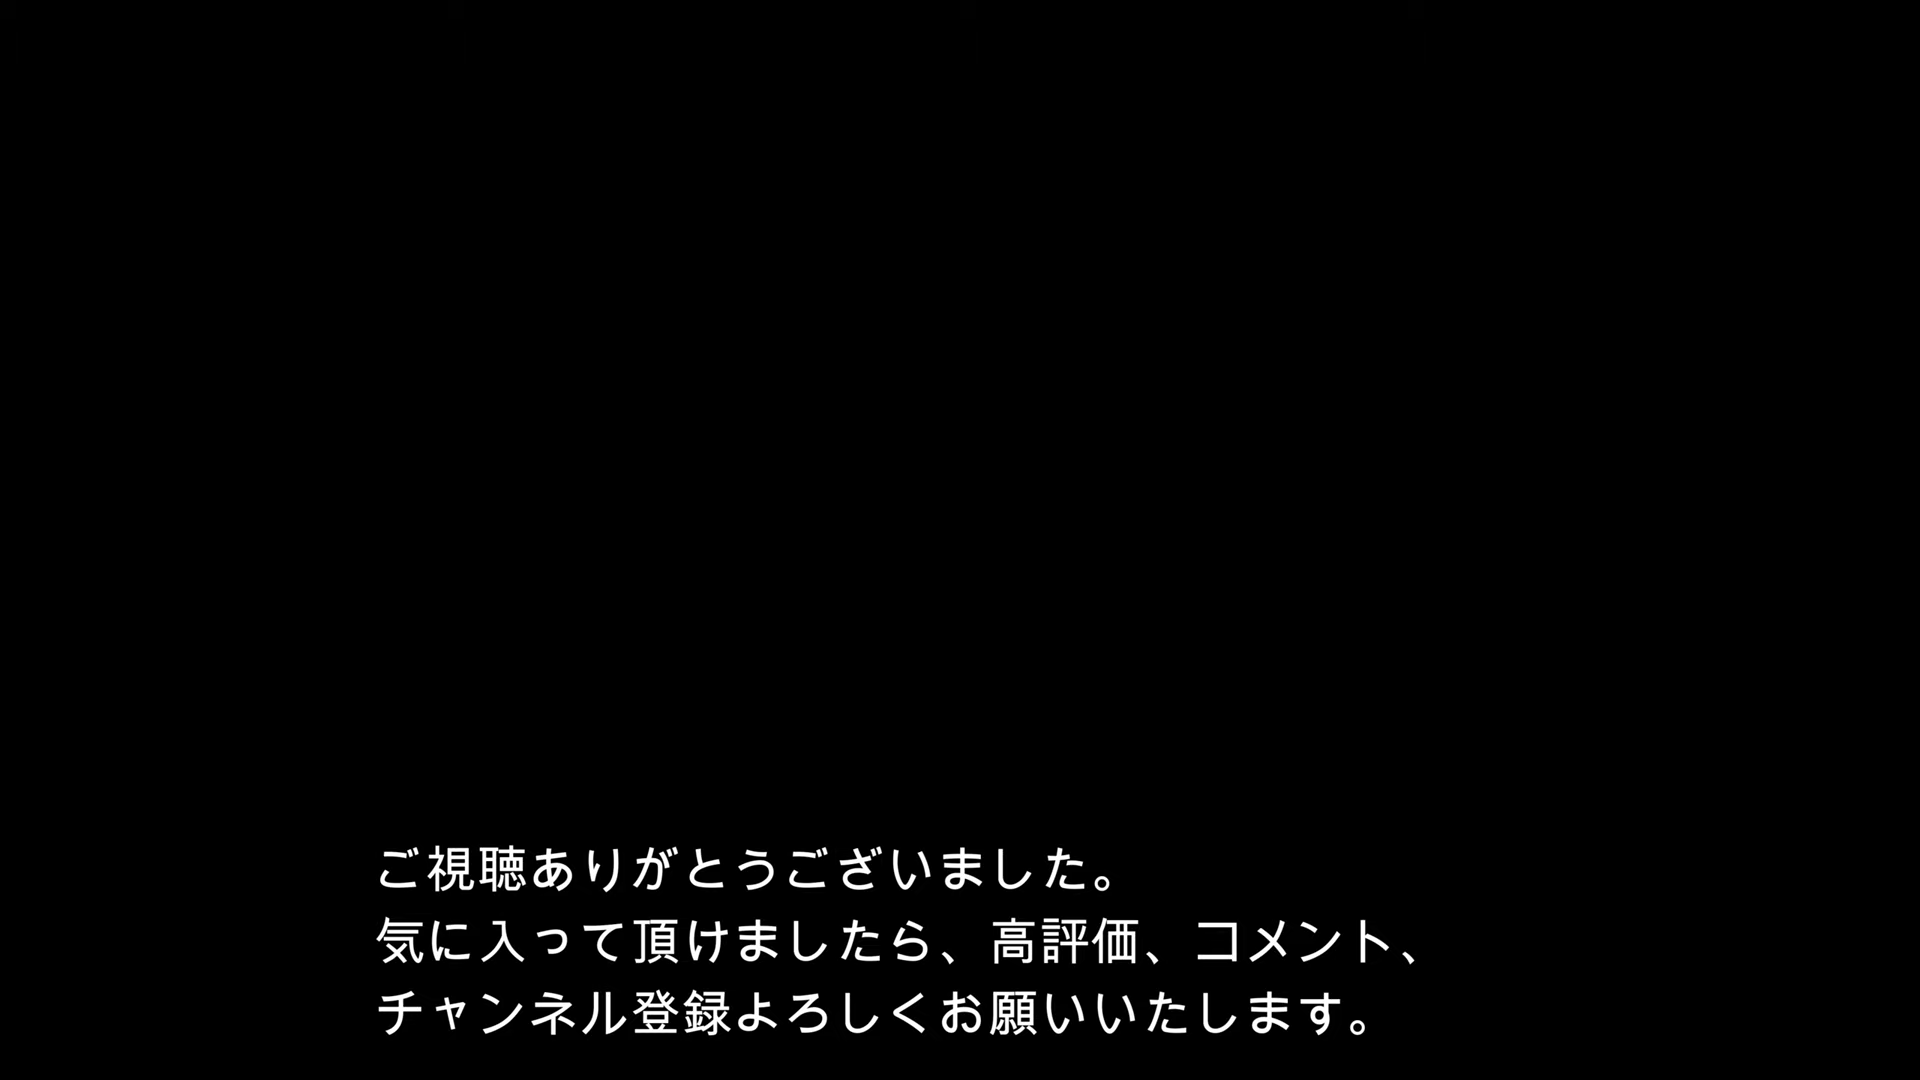 ご視聴ありがとうございました。
気に入って頂けましたら、高評価、コメント、
チャンネル登録よろしくお願いいたします。